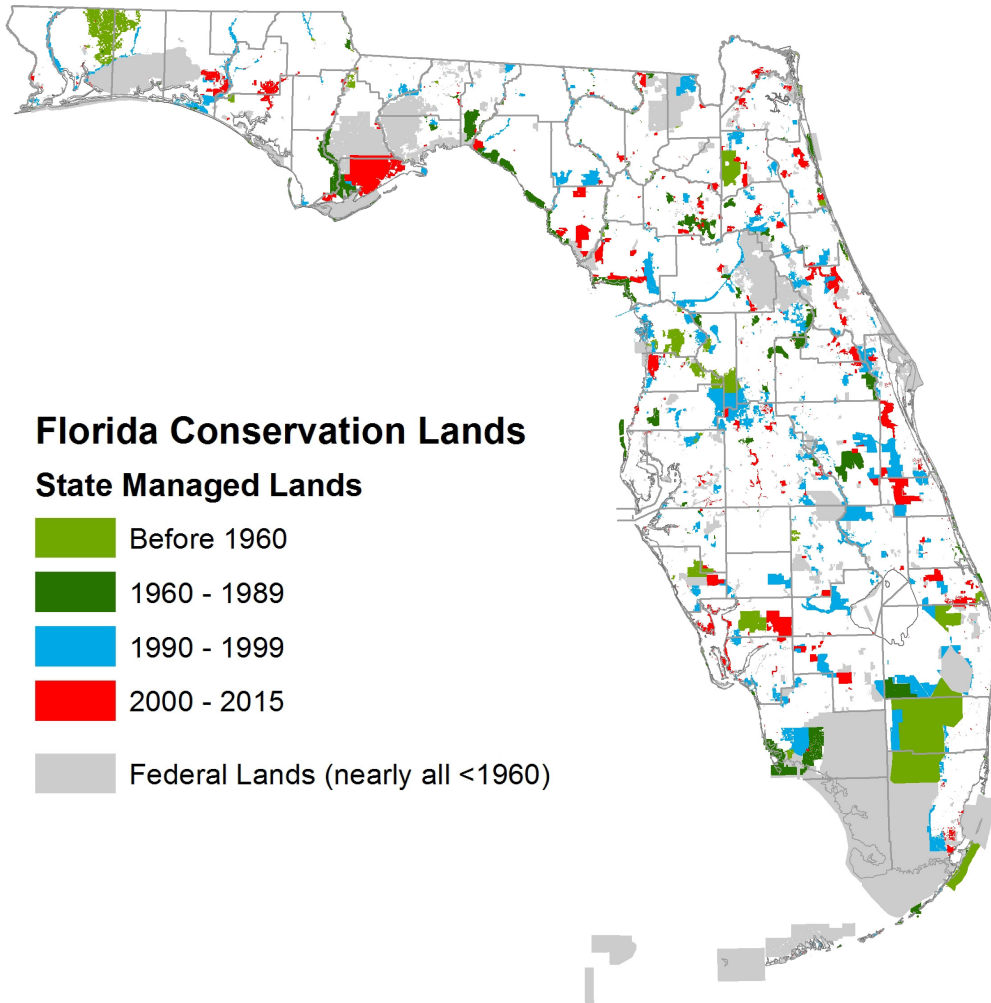 Florida Conservation Lands
State Managed Lands
Before 1960
1960 - 1989
1990 - 1999
2000 - 2015
Federal Lands (nearly all <1960)